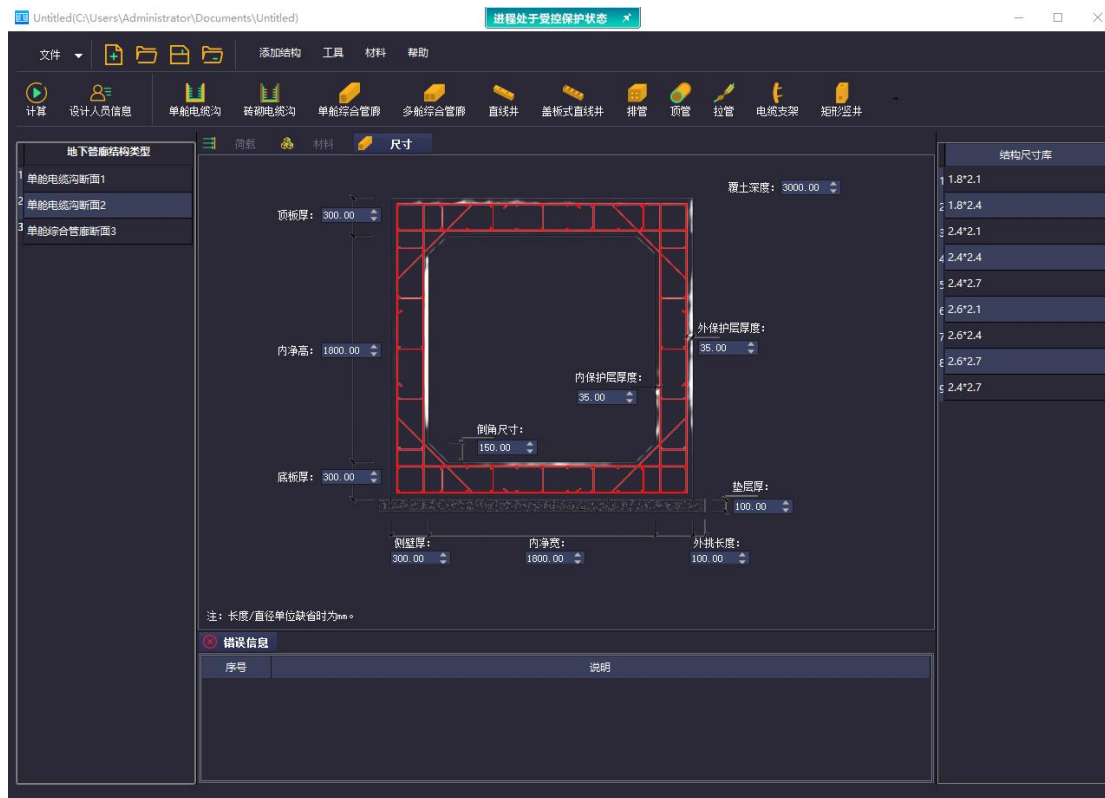 Untitled(C:\Users\Administrator\Documents\Untitled)
进程处于受控保护状态
文件
添加结构 工具 材料 帮助
计算 设计人员信息 单舱电缆沟 砖砌电缆沟 单舱综合管廊 多舱综合管廊 直线井 盖板式直线井 排管 顶管 拉管 电缆支架 矩形竖井
地下管廊结构类型
1 单舱电缆沟断面1
2 单舱电缆沟断面2
3 单舱综合管廊断面3
荷载 材料 尺寸
覆土深度: 3000.00
顶板厚: 300.00
内净高: 1800.00
外保护层厚度:
35.00
内保护层厚度:
35.00
倒角尺寸:
150.00
底板厚: 300.00
垫层厚:
100.00
侧壁厚: 内净宽: 外挑长度:
300.00 1800.00 100.00
注: 长度/直径单位缺省时为mm。
错误信息
序号 说明
结构尺寸库
1 1.8*2.1
2 1.8*2.4
3 2.4*2.1
4 2.4*2.4
5 2.4*2.7
6 2.6*2.1
7 2.6*2.4
8 2.6*2.7
9 2.4*2.7